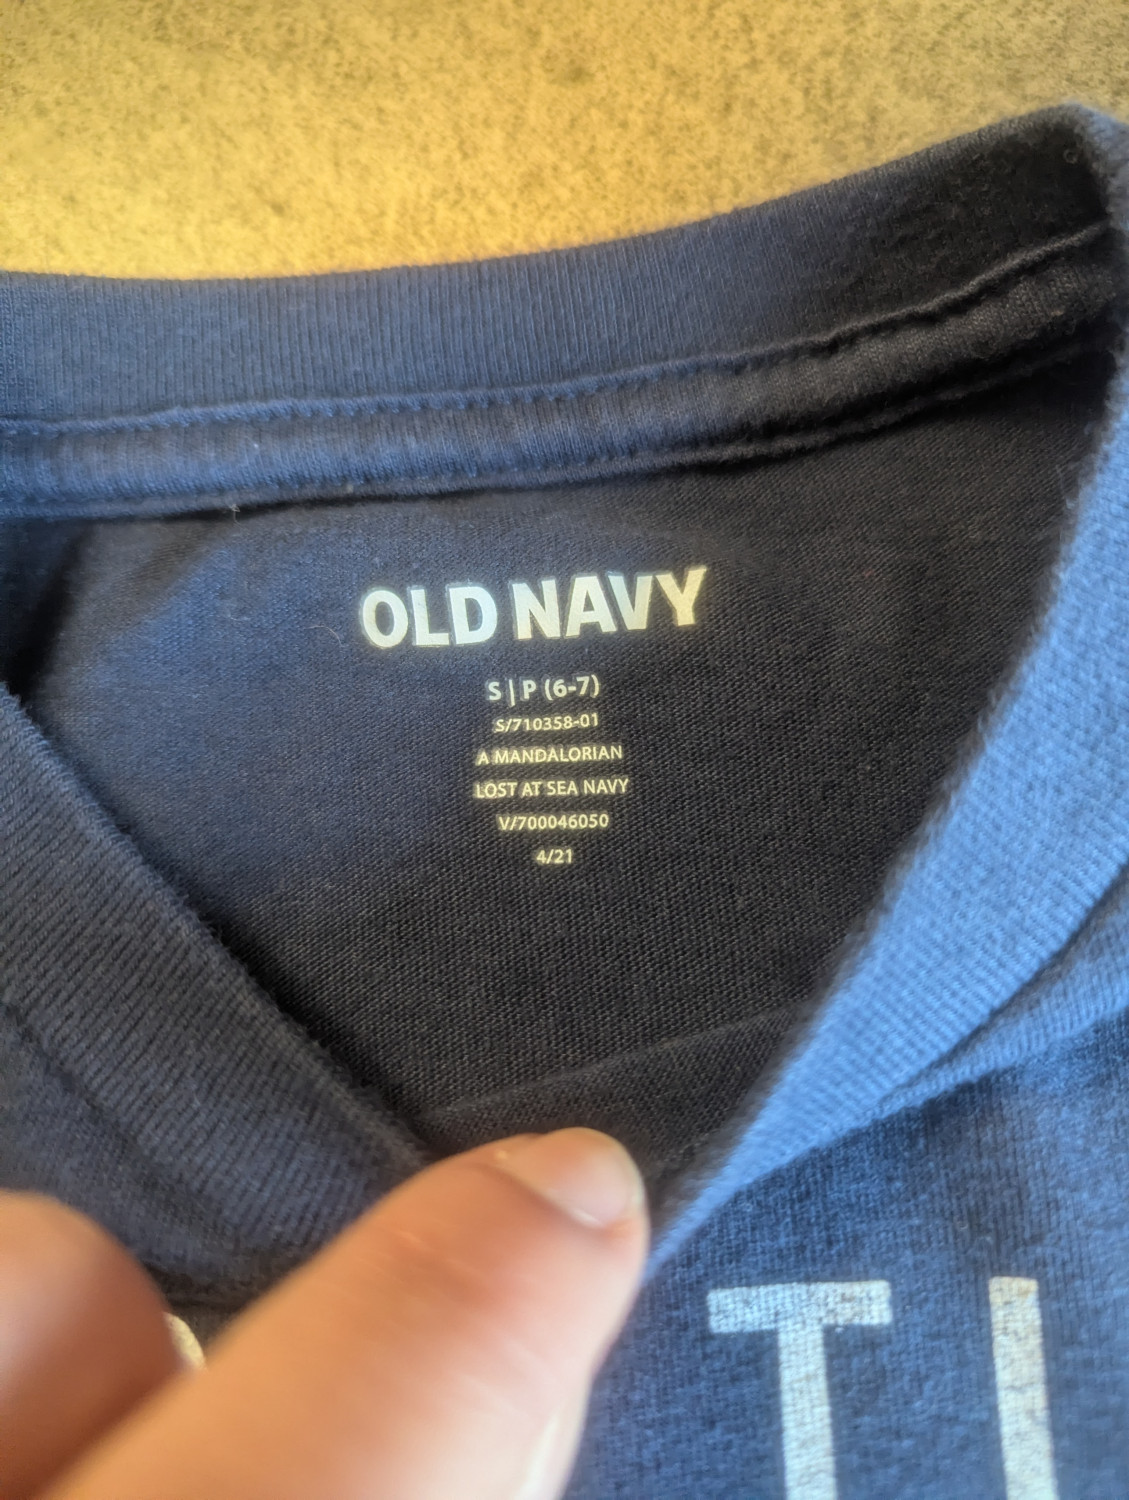 OLD NAVY
S | P (6-7)
S/710358-01
A MANDALORIAN
LOST AT SEA NAVY
V/700046050
4/21
TI